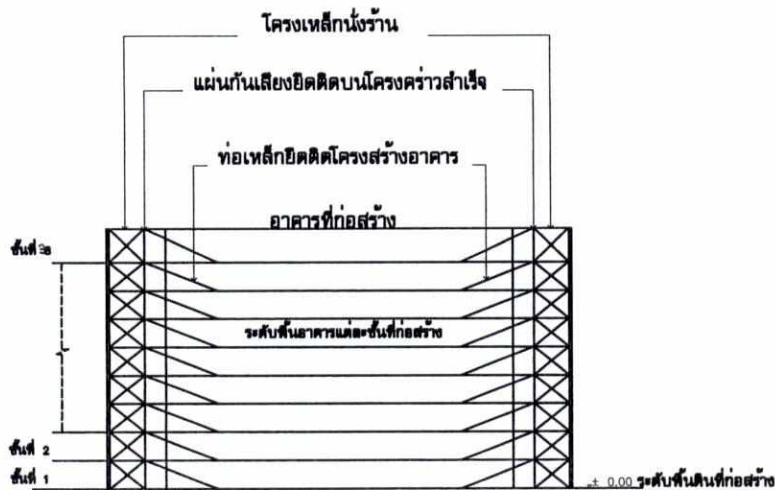 โครงเหล็กนั่งร้าน
แผ่นกันเสียงยึดติดบนโครงคร่าวสำเร็จ
ท่อเหล็กยึดติดโครงสร้างอาคาร
อาคารที่ก่อสร้าง
ชั้นที่
ระดับพื้นอาคารแต่ละชั้นที่ก่อสร้าง
ชั้นที่ 2
ชั้นที่ 1
± 0.00 ระดับพื้นดินที่ก่อสร้าง